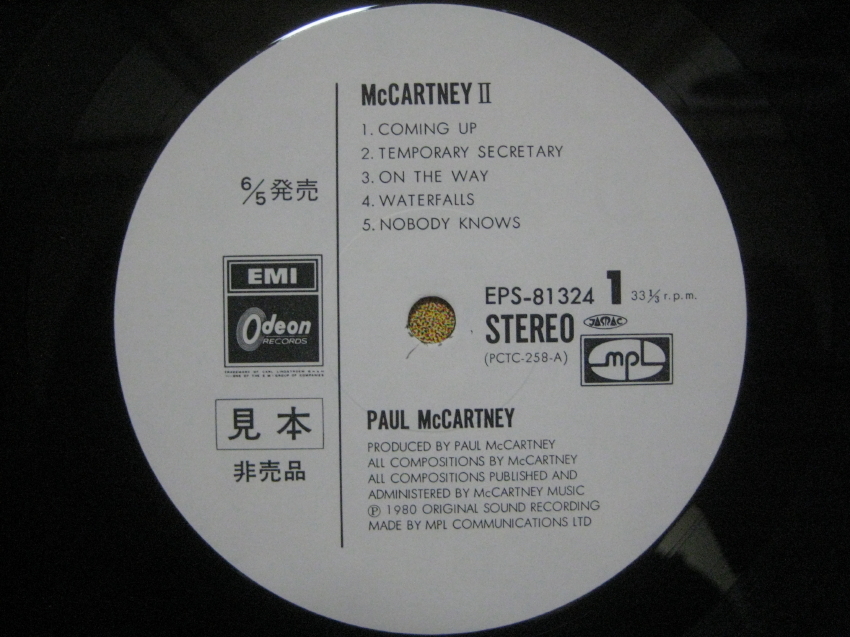 McCARTNEY II
1. COMING UP
2. TEMPORARY SECRETARY
3. ON THE WAY
4. WATERFALLS
5. NOBODY KNOWS
6/5発売
EMI
Odeon
RECORDS
見本
非売品
EPS-81324 1 33⅓ r.p.m.
STEREO JASRAC
(PCTC-258-A)
mpl
PAUL McCARTNEY
PRODUCED BY PAUL McCARTNEY
ALL COMPOSITIONS BY McCARTNEY
ALL COMPOSITIONS PUBLISHED AND
ADMINISTERED BY McCARTNEY MUSIC
Ⓟ 1980 ORIGINAL SOUND RECORDING
MADE BY MPL COMMUNICATIONS LTD